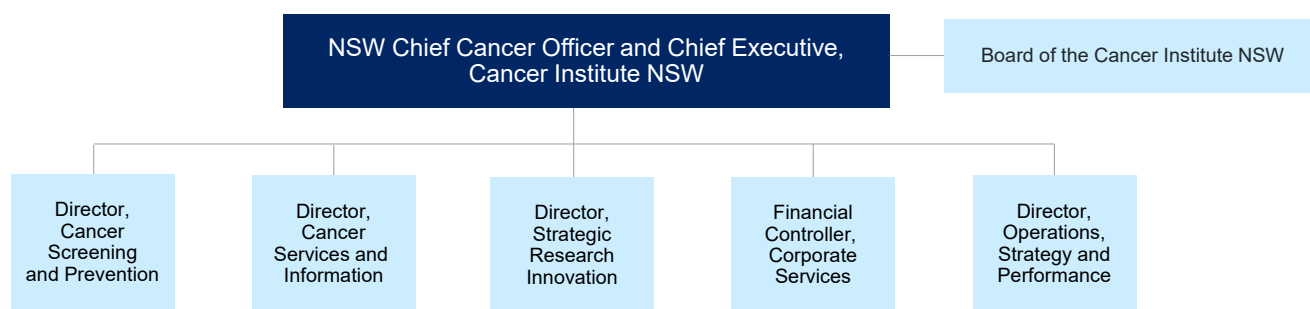 NSW Chief Cancer Officer and Chief Executive,
Cancer Institute NSW
Board of the Cancer Institute NSW
Director,
Cancer
Screening
and Prevention
Director,
Cancer
Services and
Information
Director,
Strategic
Research
Innovation
Financial
Controller,
Corporate
Services
Director,
Operations,
Strategy and
Performance